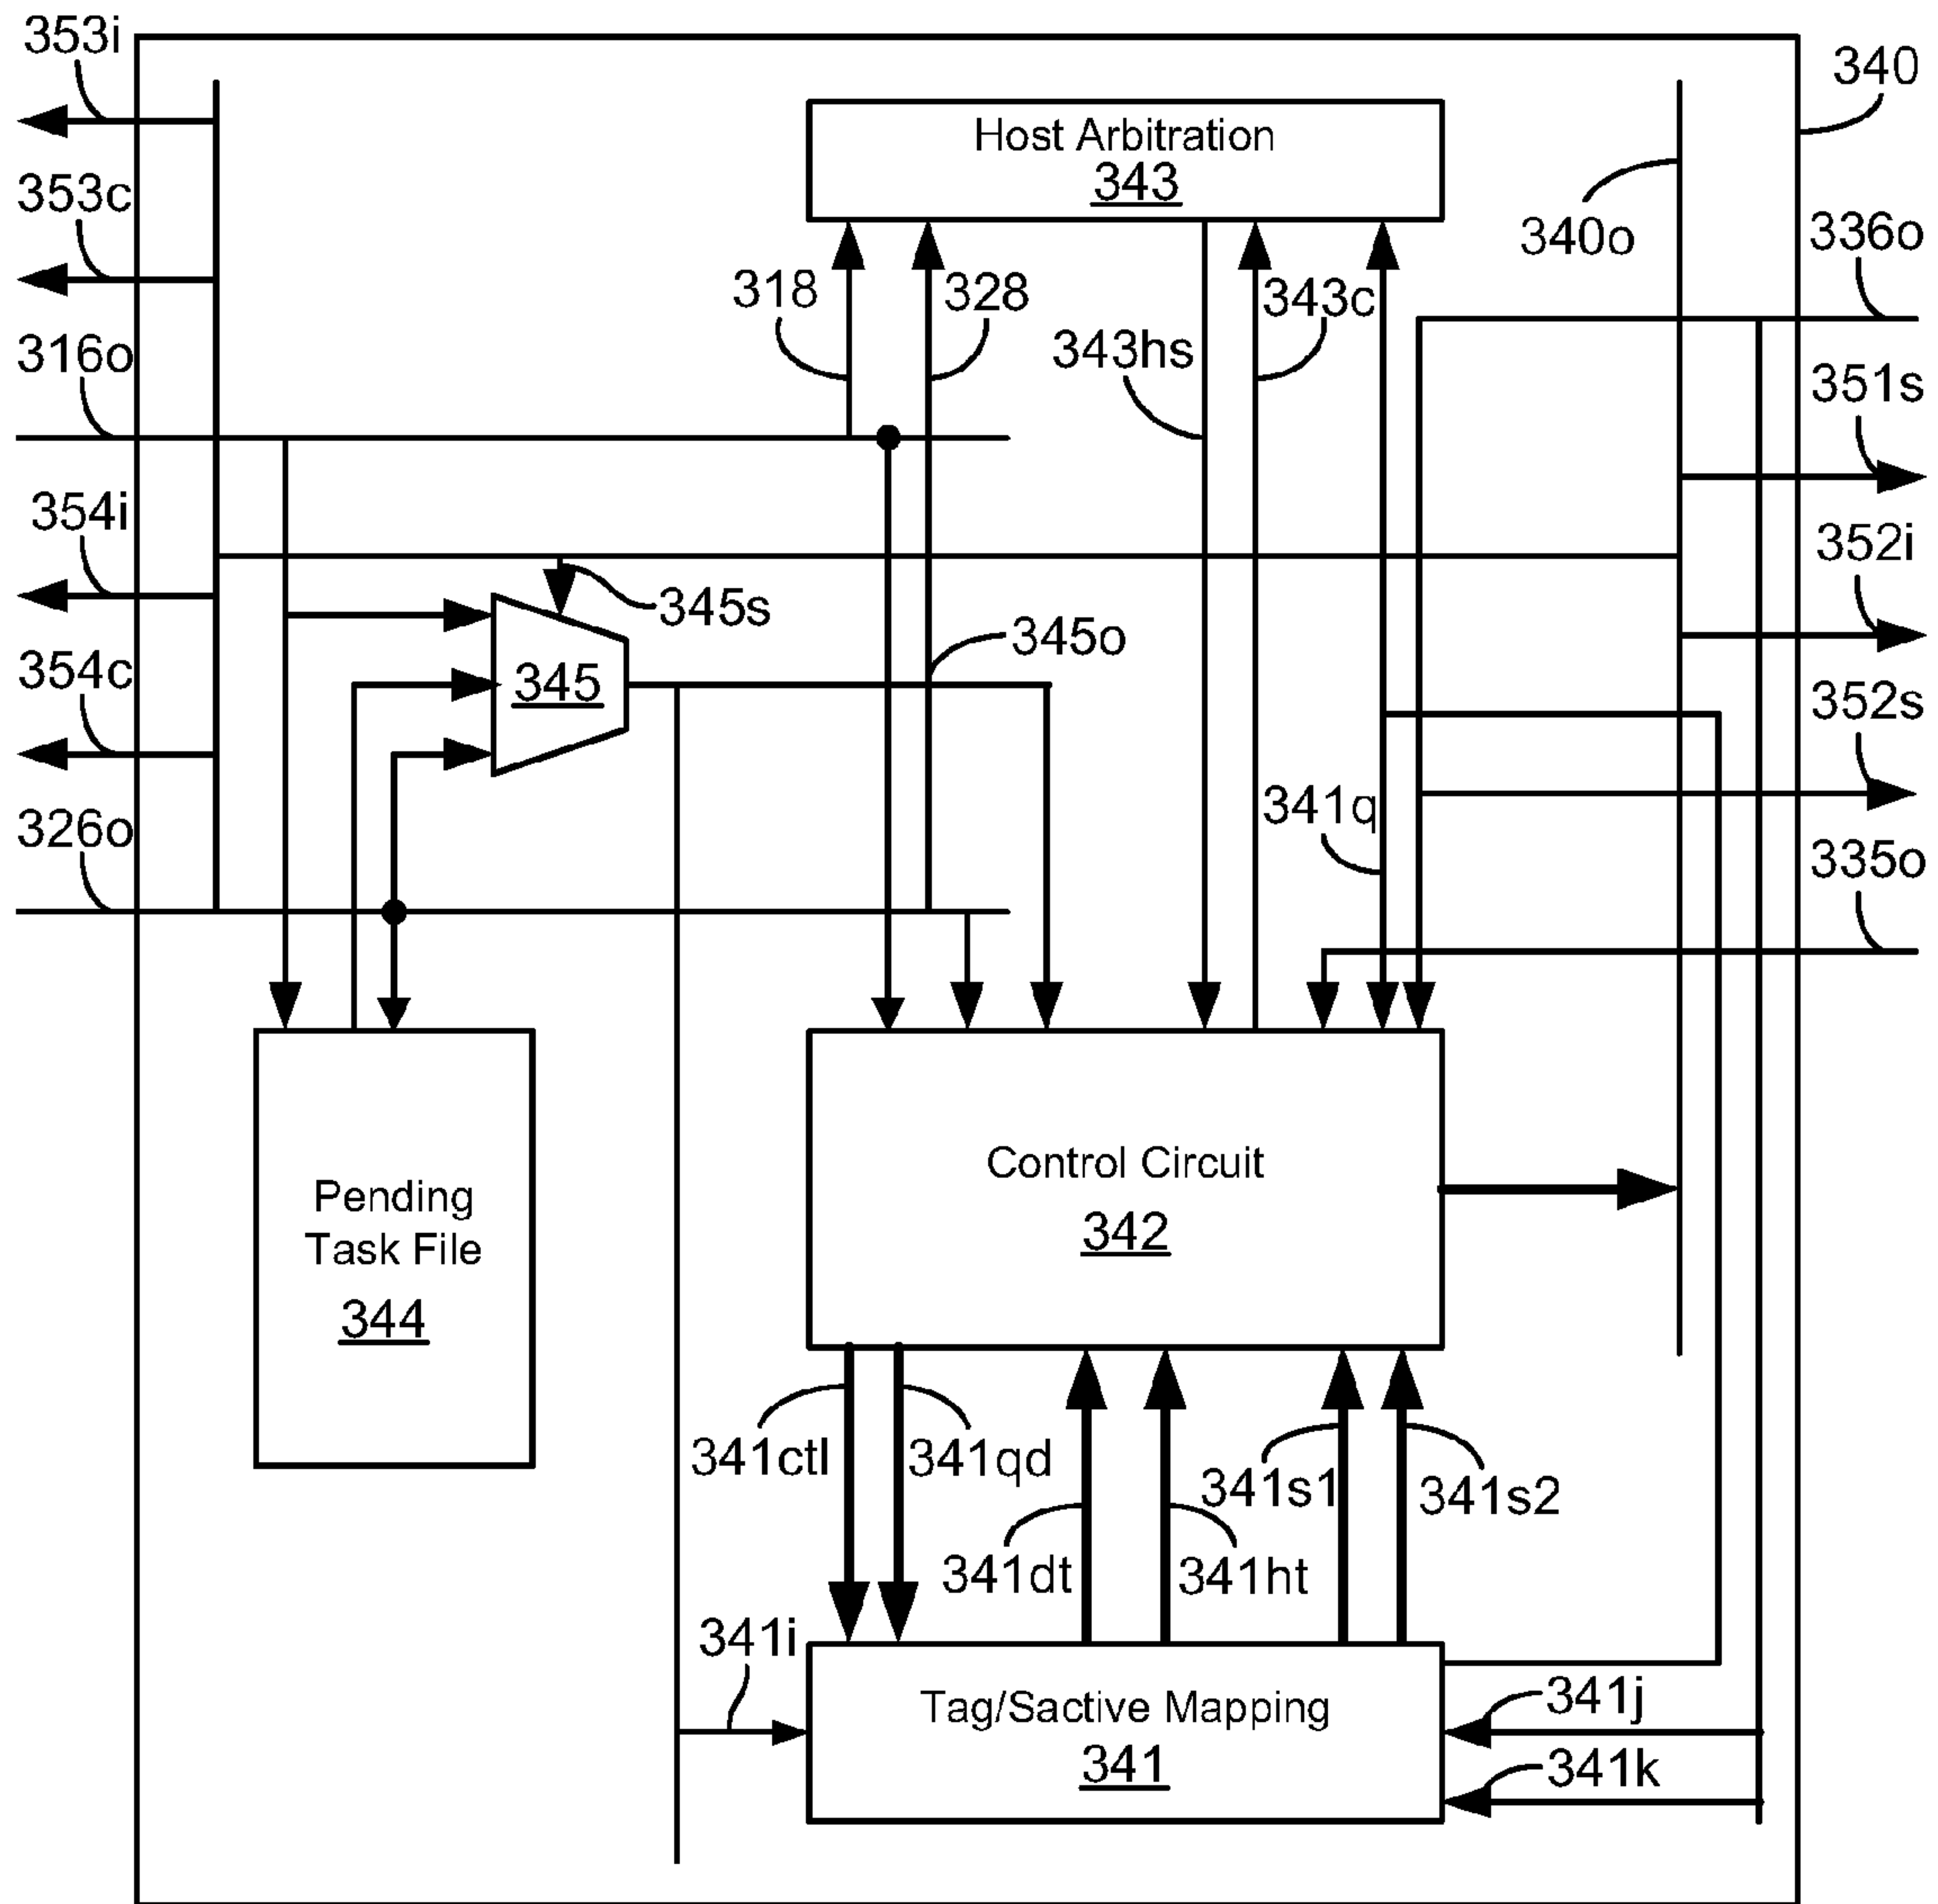 353i
340
Host Arbitration
343
353c
340o
336o
318
328
343hs
343c
316o
351s
354i
352i
345s
345o
354c
345
352s
341q
326o
335o
Control Circuit
342
Pending
Task File
344
341ctl
341qd
341s1
341s2
341dt
341ht
341i
Tag/Sactive Mapping
341
341j
341k